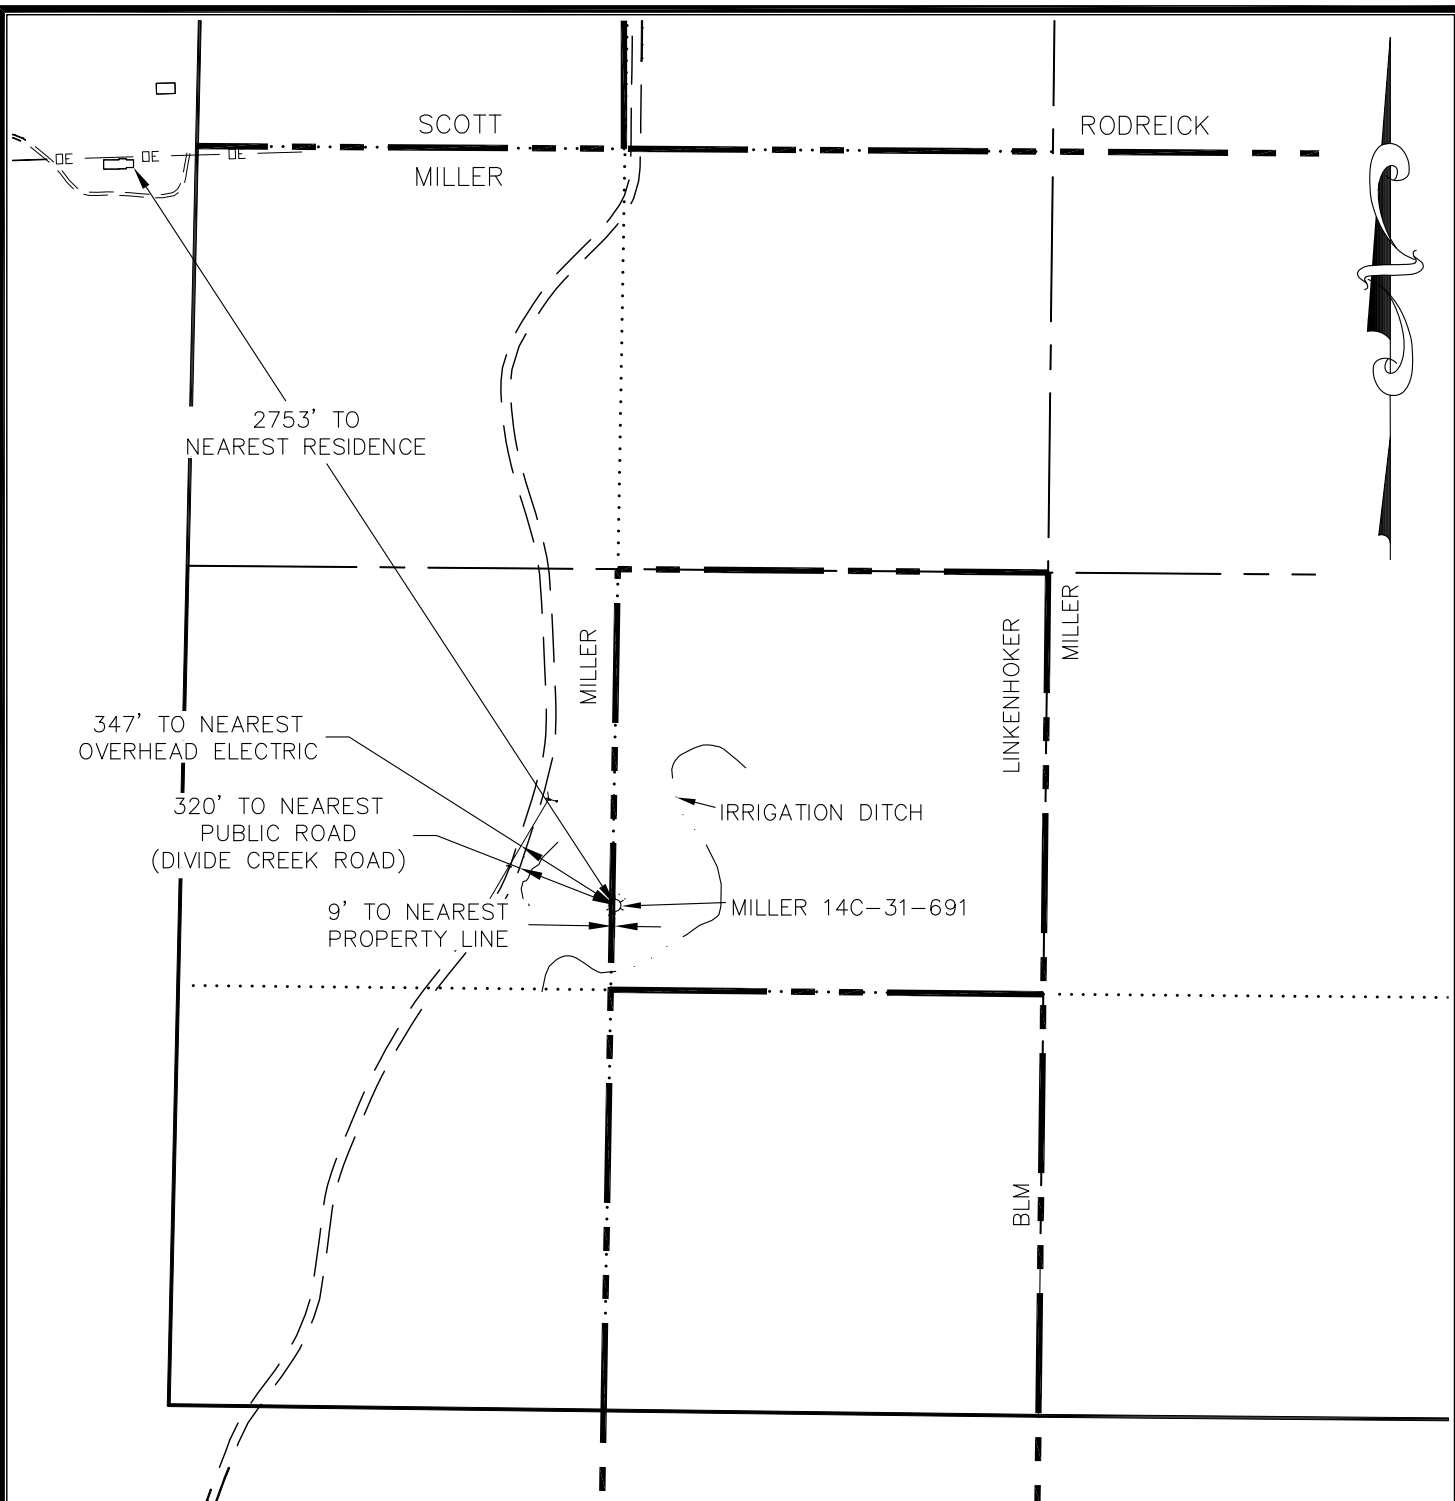 SCOTT
RODREICK
OE
OE
OE
MILLER
2753' TO
NEAREST RESIDENCE
MILLER
LINKENHOKER
MILLER
347' TO NEAREST
OVERHEAD ELECTRIC
320' TO NEAREST
PUBLIC ROAD
(DIVIDE CREEK ROAD)
IRRIGATION DITCH
9' TO NEAREST
PROPERTY LINE
MILLER 14C-31-691
BLM